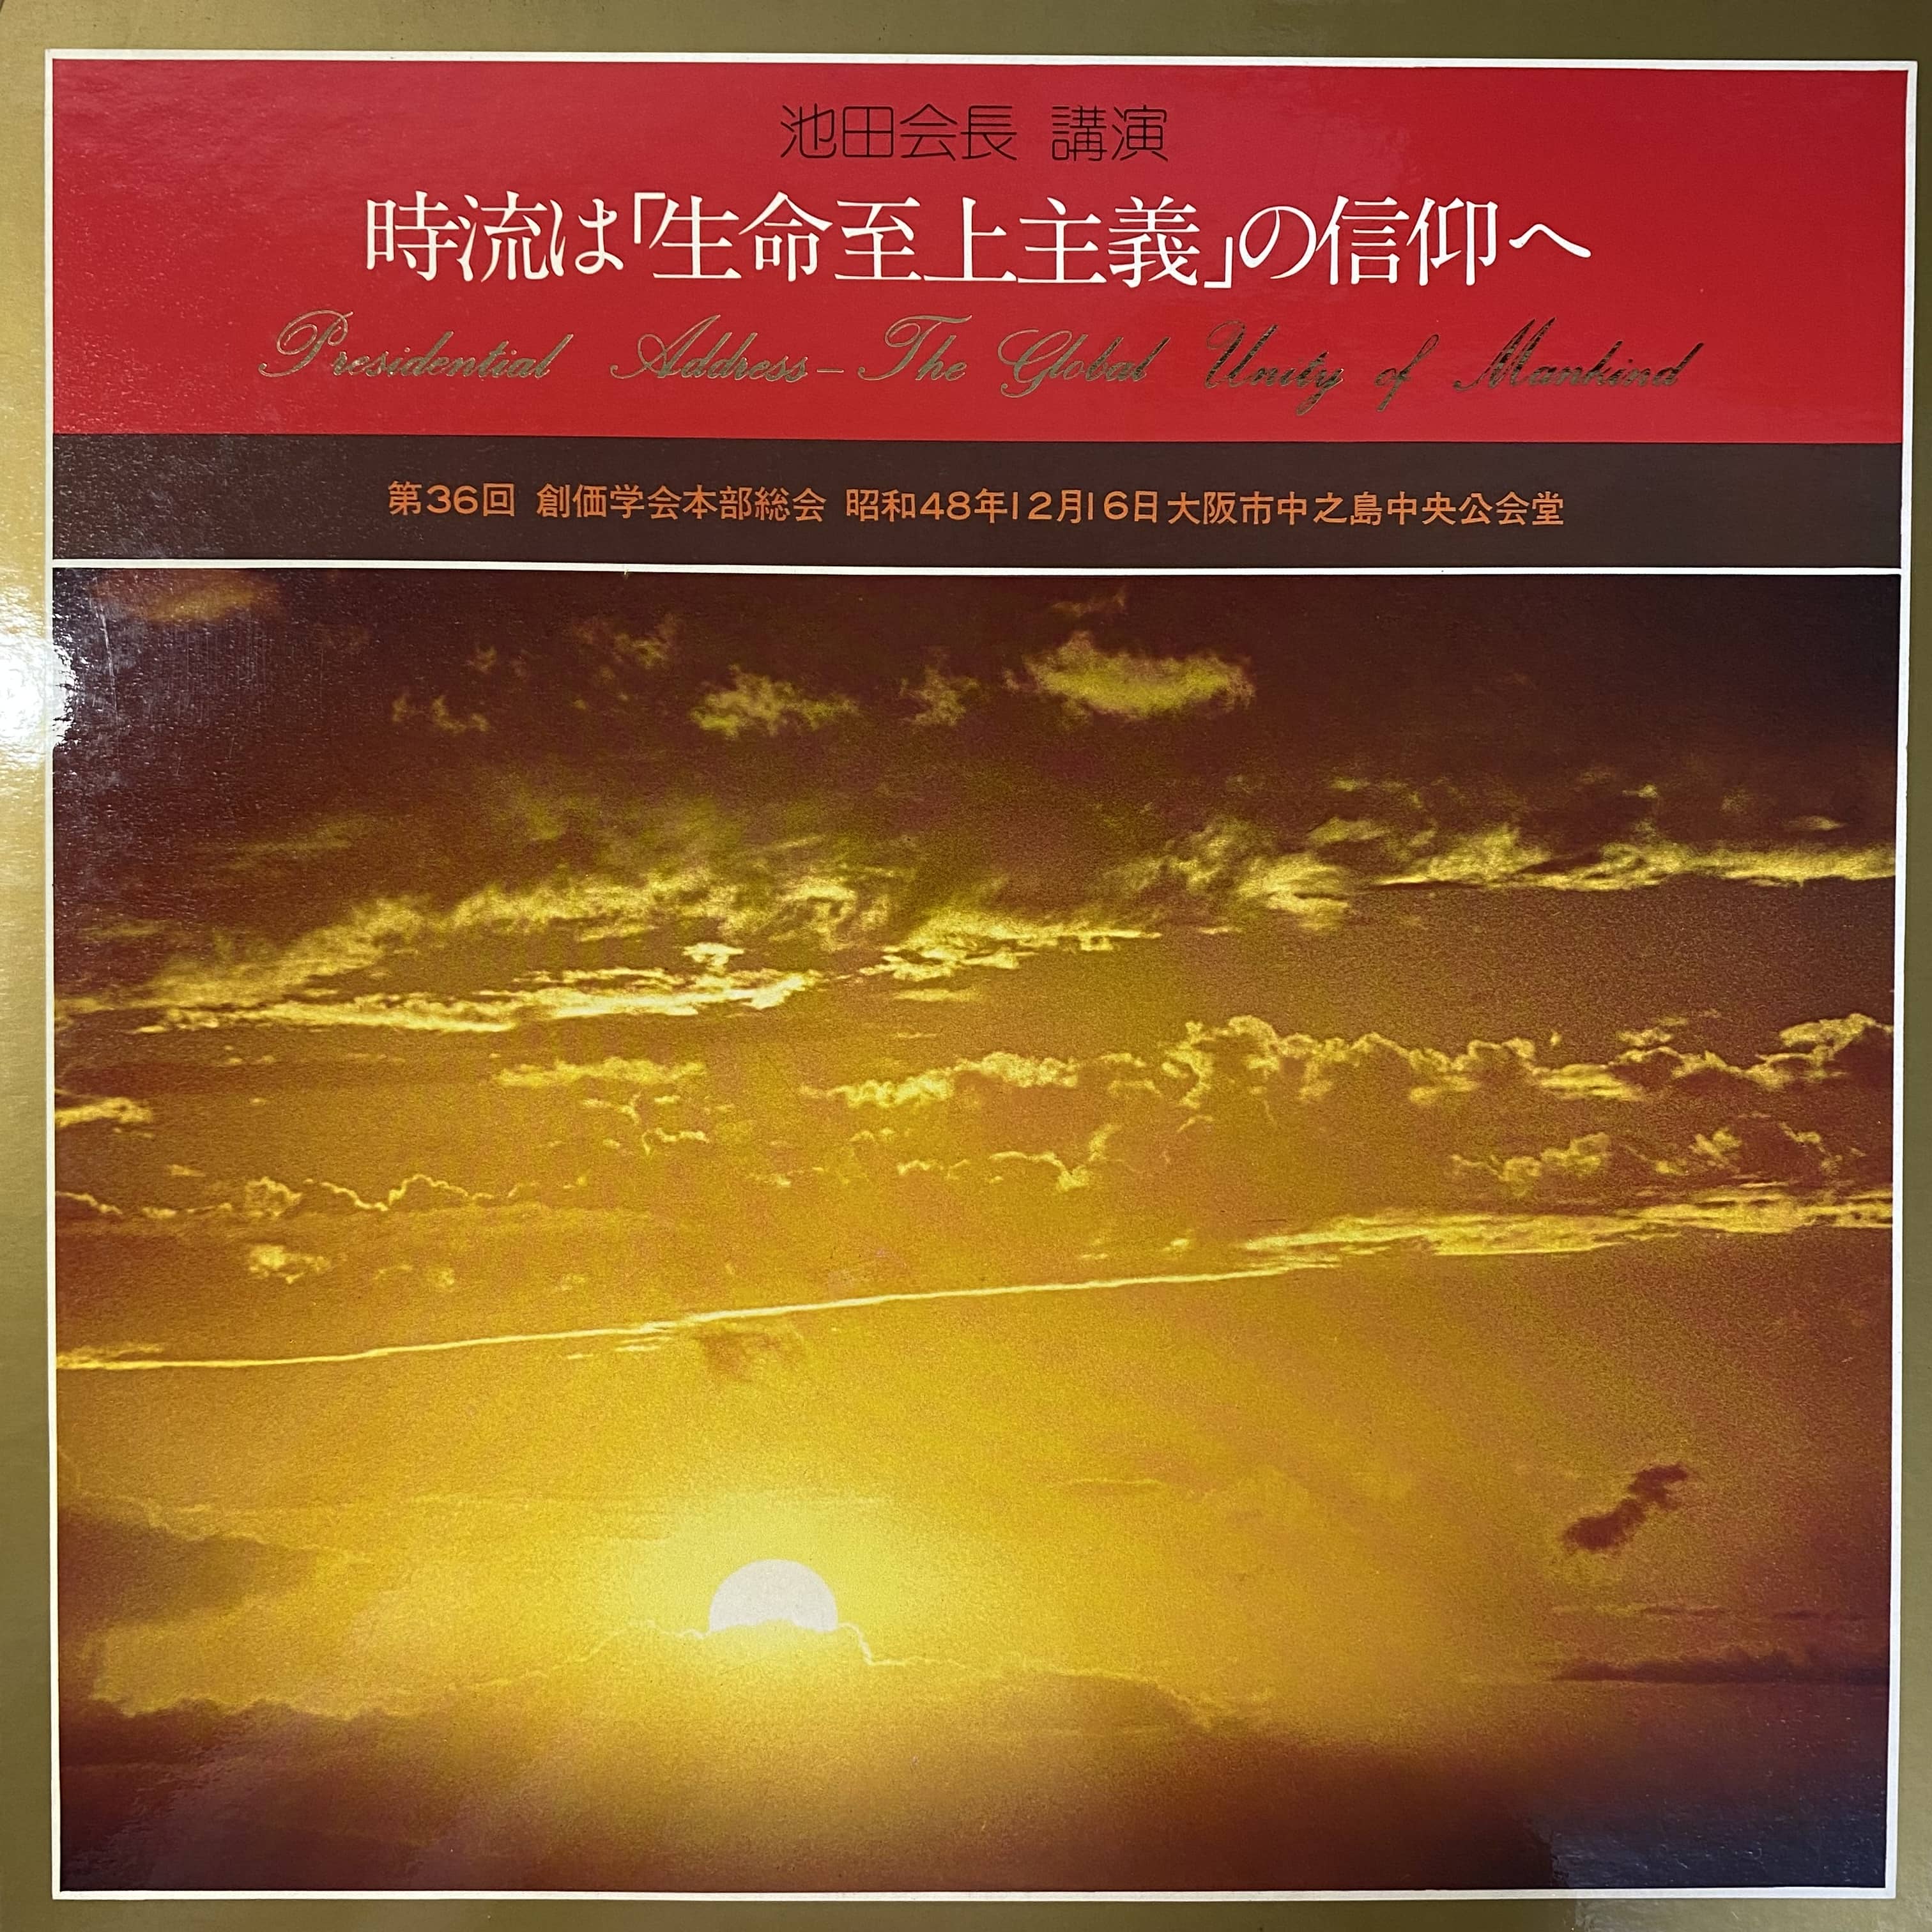 池田会長 講演
時流は「生命至上主義」の信仰へ
Presidential Address–The Global Unity of Mankind
第36回 創価学会本部総会 昭和48年12月16日大阪市中之島中央公会堂